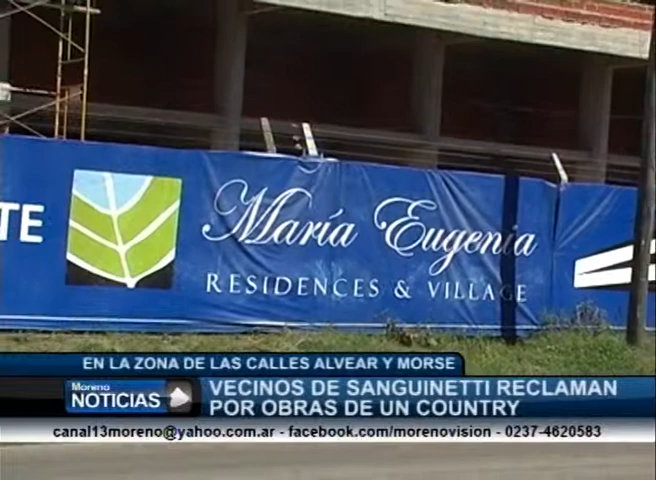 TE
María Eugenia
RESIDENCES & VILLAGE
EN LA ZONA DE LAS CALLES ALVEAR Y MORSE
Moreno
NOTICIAS
VECINOS DE SANGUINETTI RECLAMAN
POR OBRAS DE UN COUNTRY
canal13moreno@yahoo.com.ar - facebook.com/morenovision - 0237-4620583